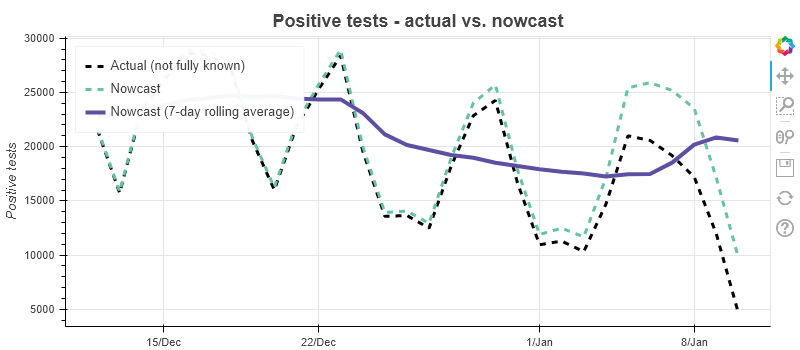 Positive tests - actual vs. nowcast
30000
25000
20000
15000
10000
5000
Positive tests
Actual (not fully known)
Nowcast
Nowcast (7-day rolling average)
15/Dec
22/Dec
1/Jan
8/Jan